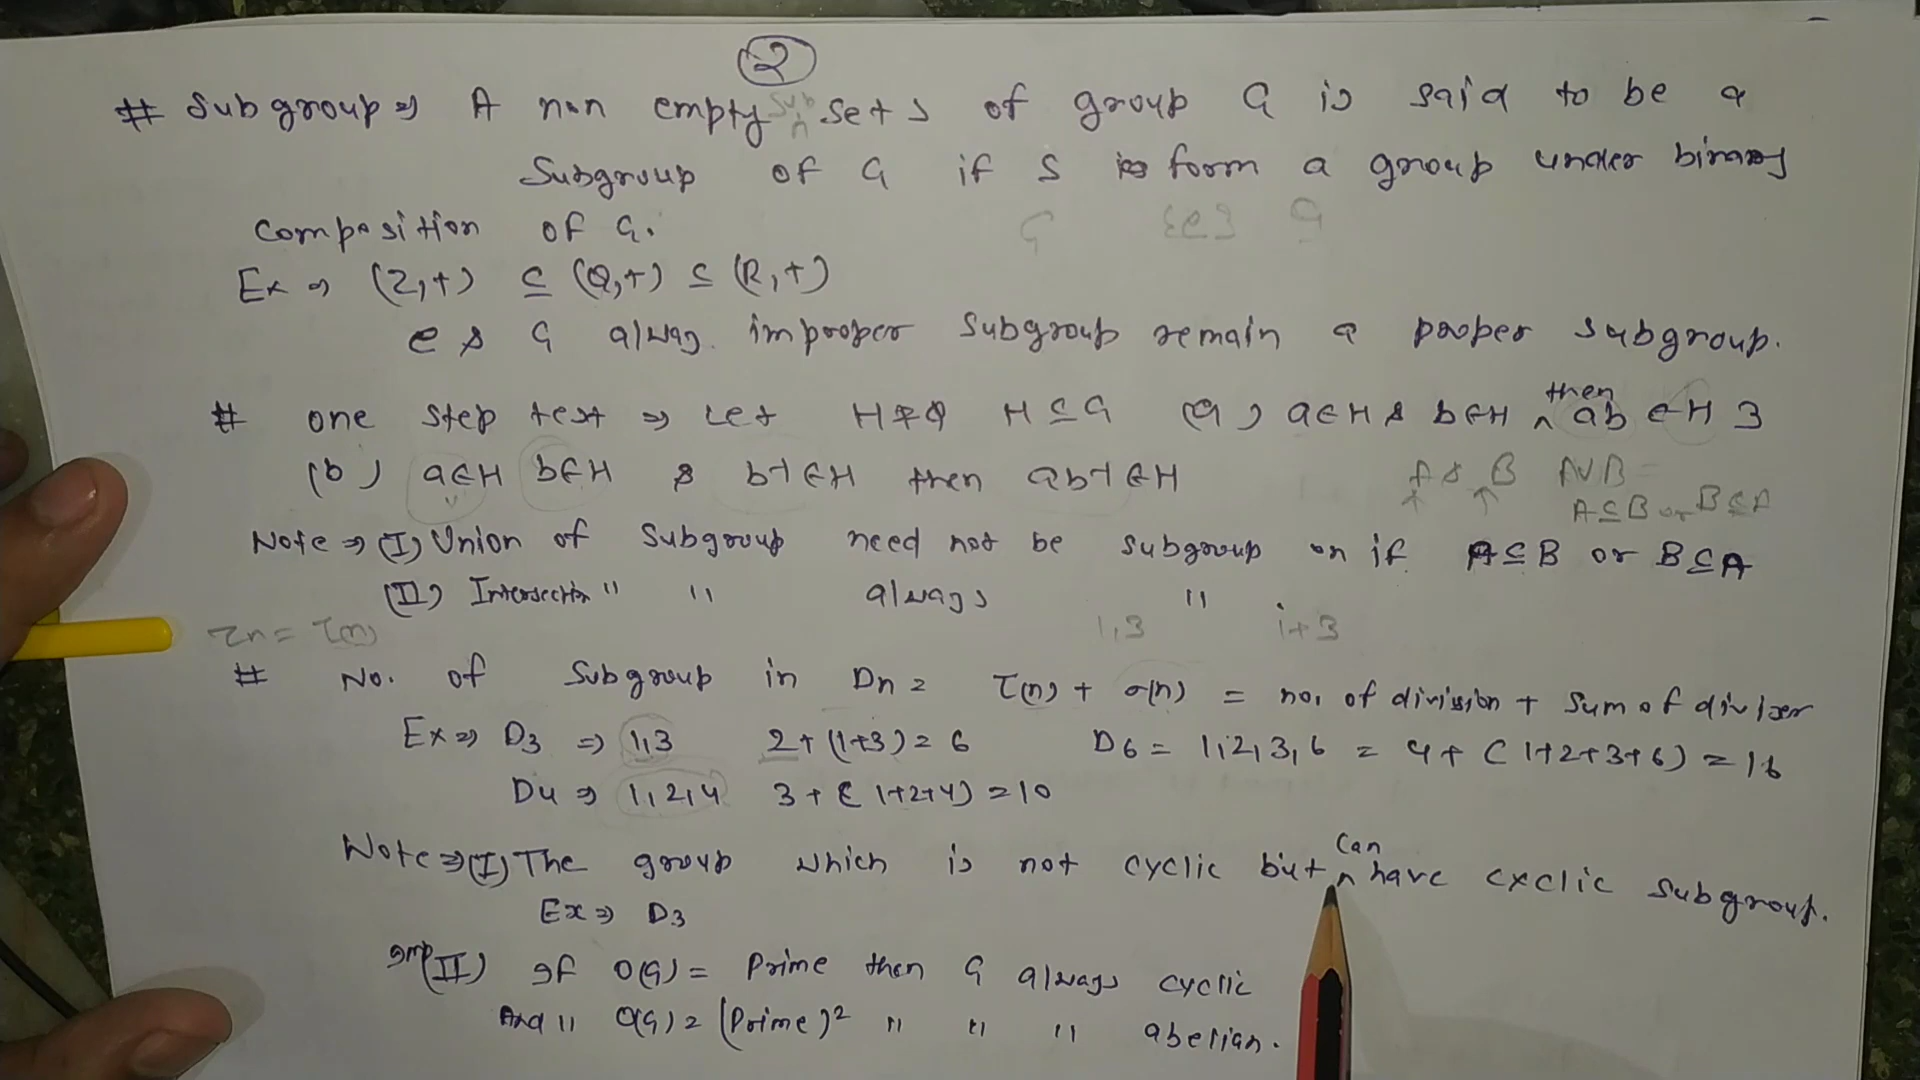 2
# Subgroup ⇒ A non empty sub set S of group G is said to be a
Subgroup of G if S form a group under binary
composition of G.
G {e} G
Ex ⇒ (Z,+) ⊆ (Q,+) ⊆ (R,+)
e & G alway. improper subgroup remain a proper subgroup.
# one step test ⇒ Let H≠φ H⊆G (a) a∈H & b∈H then ab ∈H 3
(b) a∈H b∈H & b⁻¹∈H then ab⁻¹∈H
A & B A∪B
A⊆B or B⊆A
Note ⇒ (I) Union of subgroup need not be subgroup on if A⊆B or B⊆A
(II) Intersection " " always "
Zn = τ(n)
1,3 i+3
# No. of Subgroup in Dn = τ(n) + σ(n) = no. of division + sum of divizer
Ex ⇒ D3 ⇒ 1,3 2+(1+3) = 6 D6 = 1,2,3,6 = 4+(1+2+3+6) = 16
D4 ⇒ 1,2,4 3+(1+2+4) = 10
Note ⇒ (I) The group which is not cyclic but can have cyclic subgroup.
Ex ⇒ D3
Imp (II) If O(G) = Prime then G always cyclic
And " O(G) = (Prime)² " " " abelian.